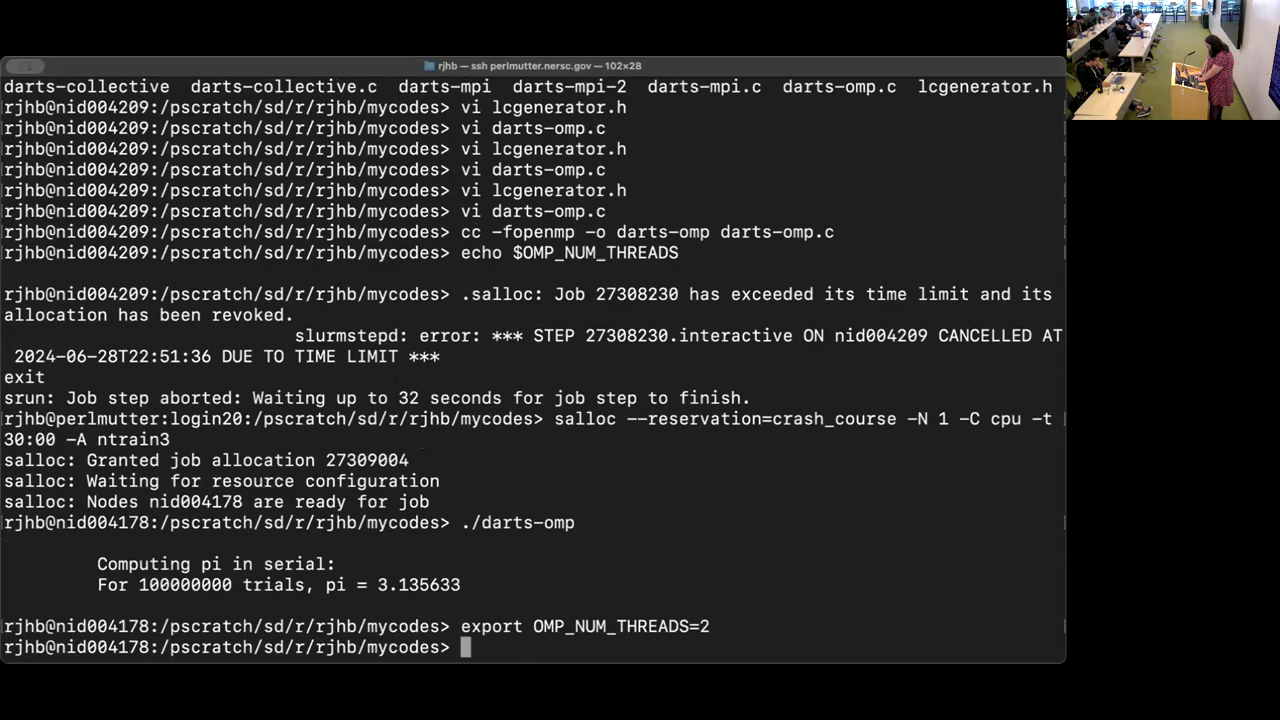 rjhb — ssh perlmutter.nersc.gov — 102×28
darts-collective darts-collective.c darts-mpi darts-mpi-2 darts-mpi.c darts-omp.c lcgenerator.h
rjhb@nid004209:/pscratch/sd/r/rjhb/mycodes> vi lcgenerator.h
rjhb@nid004209:/pscratch/sd/r/rjhb/mycodes> vi darts-omp.c
rjhb@nid004209:/pscratch/sd/r/rjhb/mycodes> vi lcgenerator.h
rjhb@nid004209:/pscratch/sd/r/rjhb/mycodes> vi darts-omp.c
rjhb@nid004209:/pscratch/sd/r/rjhb/mycodes> vi lcgenerator.h
rjhb@nid004209:/pscratch/sd/r/rjhb/mycodes> vi darts-omp.c
rjhb@nid004209:/pscratch/sd/r/rjhb/mycodes> cc -fopenmp -o darts-omp darts-omp.c
rjhb@nid004209:/pscratch/sd/r/rjhb/mycodes> echo $OMP_NUM_THREADS
rjhb@nid004209:/pscratch/sd/r/rjhb/mycodes> .salloc: Job 27308230 has exceeded its time limit and its
allocation has been revoked.
slurmstepd: error: *** STEP 27308230.interactive ON nid004209 CANCELLED AT
2024-06-28T22:51:36 DUE TO TIME LIMIT ***
exit
srun: Job step aborted: Waiting up to 32 seconds for job step to finish.
rjhb@perlmutter:login20:/pscratch/sd/r/rjhb/mycodes> salloc --reservation=crash_course -N 1 -C cpu -t
30:00 -A ntrain3
salloc: Granted job allocation 27309004
salloc: Waiting for resource configuration
salloc: Nodes nid004178 are ready for job
rjhb@nid004178:/pscratch/sd/r/rjhb/mycodes> ./darts-omp
Computing pi in serial:
For 100000000 trials, pi = 3.135633
rjhb@nid004178:/pscratch/sd/r/rjhb/mycodes> export OMP_NUM_THREADS=2
rjhb@nid004178:/pscratch/sd/r/rjhb/mycodes>